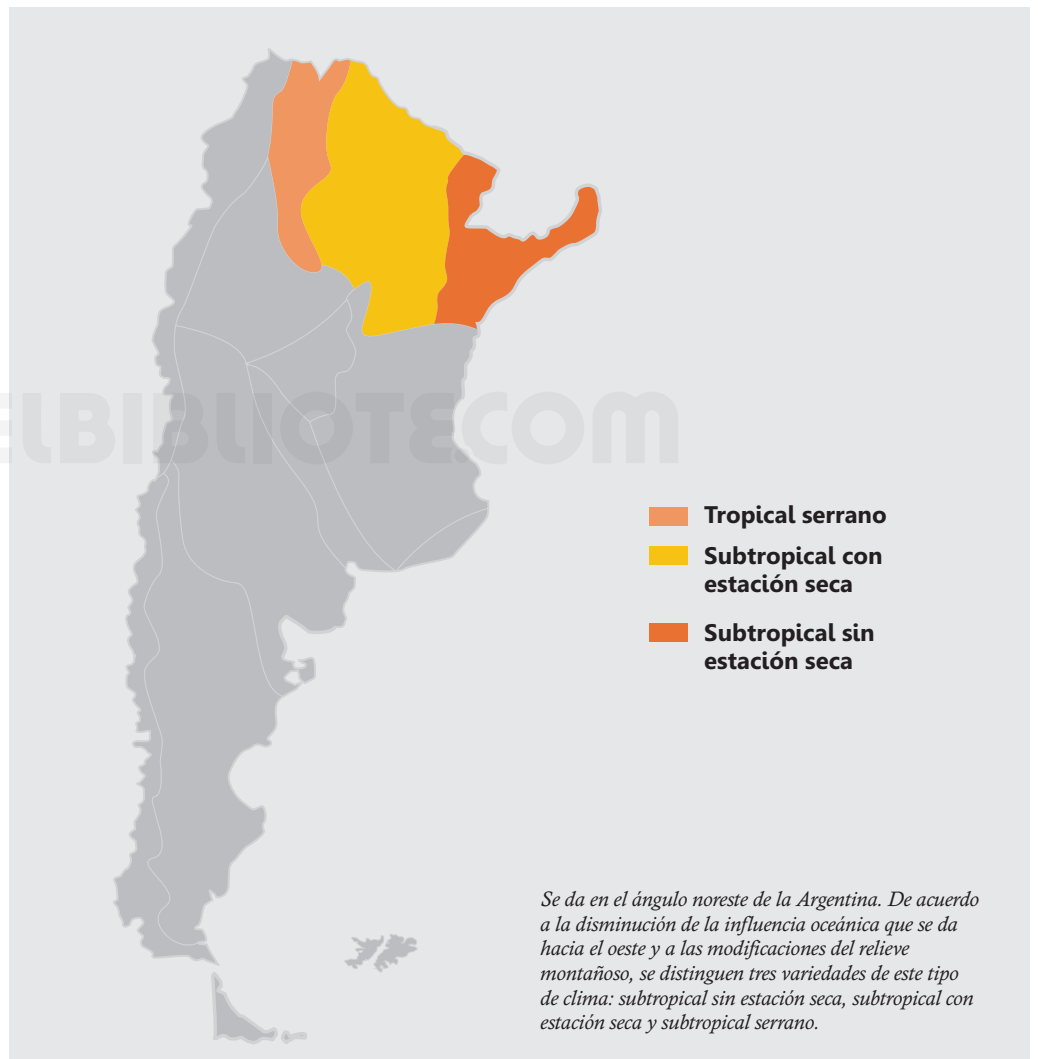 ELBIBLIOTECOM
Tropical serrano
Subtropical con
estación seca
Subtropical sin
estación seca
Se da en el ángulo noreste de la Argentina. De acuerdo
a la disminución de la influencia oceánica que se da
hacia el oeste y a las modificaciones del relieve
montañoso, se distinguen tres variedades de este tipo
de clima: subtropical sin estación seca, subtropical con
estación seca y subtropical serrano.